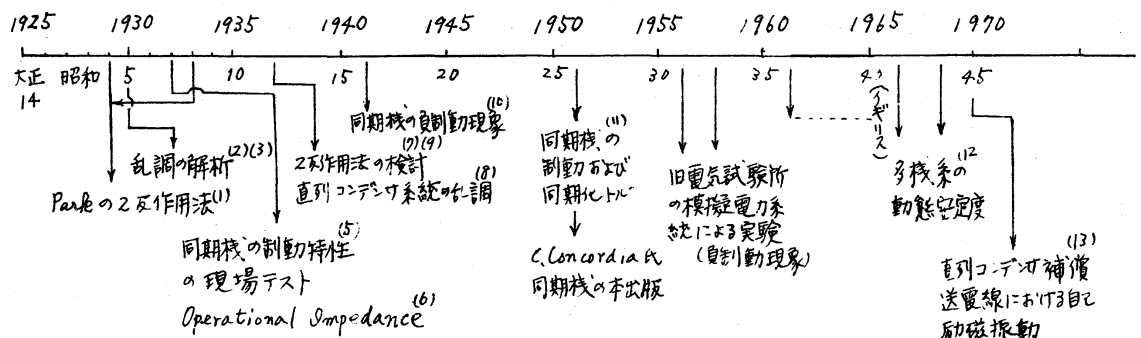 1925 1930 1935 1940 1945 1950 1955 1960 1965 1970
大正 昭和 5 10 15 20 25 30 35 45
14
乱調の解析(2)(3)
Parkの2反作用法(1)
同期機の制動特性(5)
の現場テスト
Operational Impedance(6)
同期機の負制動現象(10)
2反作用法の検討(7)(9)
直列コンデンサ系統の乱調(8)
同期機の(11)
制動および
同期化トルク
C.Concordia氏
同期機の本出版
旧電気試験所
の模擬電力系
統による実験
(負制動現象)
(イギリス)
多機系の(12
動態安定度
直列コンデンサ補償(13)
送電線における自己
励磁振動